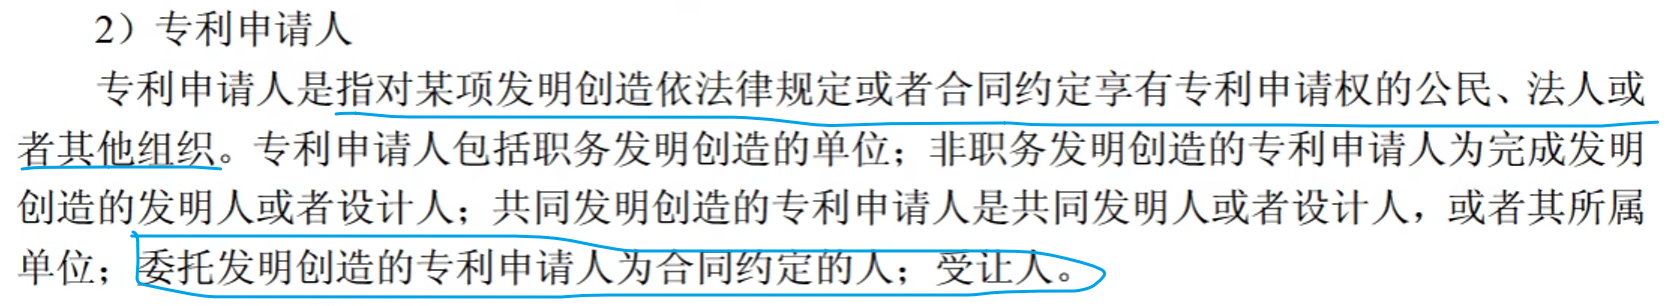 2）专利申请人
专利申请人是指对某项发明创造依法律规定或者合同约定享有专利申请权的公民、法人或
者其他组织。专利申请人包括职务发明创造的单位；非职务发明创造的专利申请人为完成发明
创造的发明人或者设计人；共同发明创造的专利申请人是共同发明人或者设计人，或者其所属
单位；委托发明创造的专利申请人为合同约定的人；受让人。